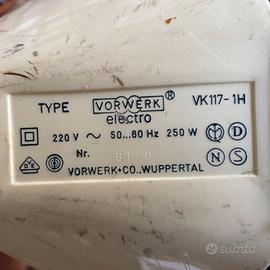 TYPE VORWERK® VK117-1H
electro
220 V ~ 50...60 Hz 250 W M D
Nr. N S
VORWERK+CO., WUPPERTAL
Subito